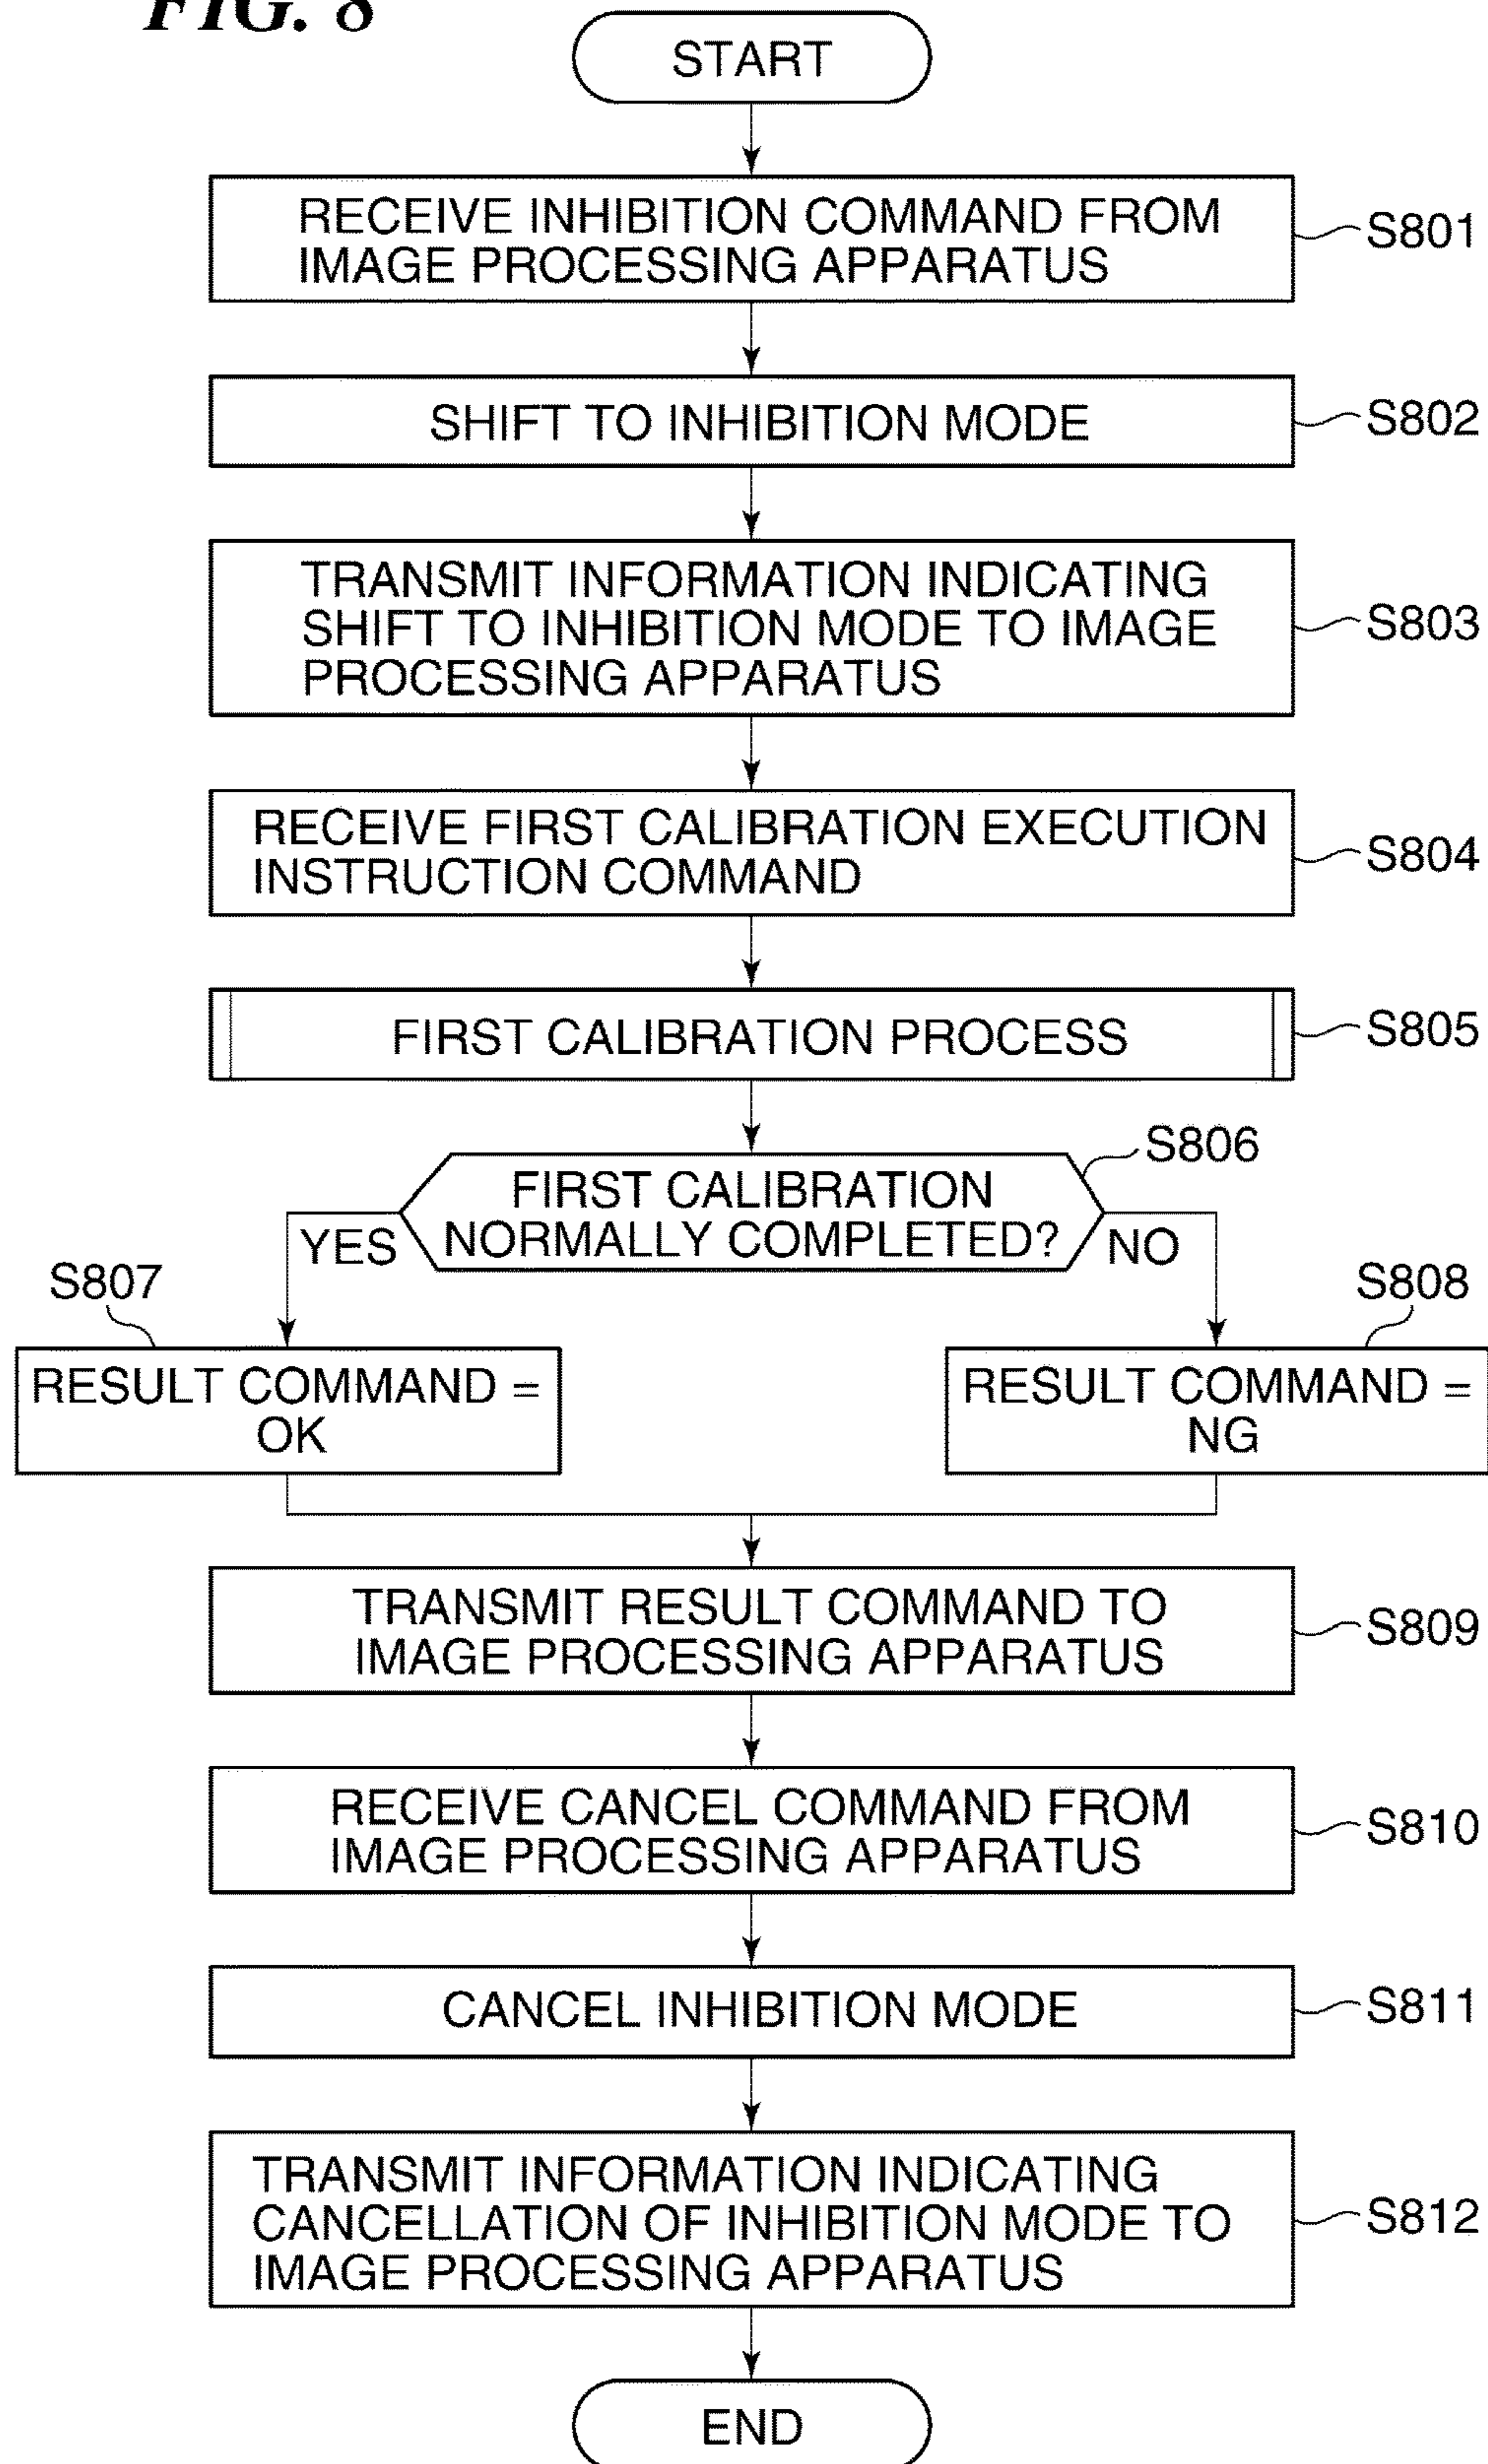 FIG. 8
START
RECEIVE INHIBITION COMMAND FROM
IMAGE PROCESSING APPARATUS
S801
SHIFT TO INHIBITION MODE
S802
TRANSMIT INFORMATION INDICATING
SHIFT TO INHIBITION MODE TO IMAGE
PROCESSING APPARATUS
S803
RECEIVE FIRST CALIBRATION EXECUTION
INSTRUCTION COMMAND
S804
FIRST CALIBRATION PROCESS
S805
S806
FIRST CALIBRATION
NORMALLY COMPLETED?
YES
NO
S807
S808
RESULT COMMAND =
OK
RESULT COMMAND =
NG
TRANSMIT RESULT COMMAND TO
IMAGE PROCESSING APPARATUS
S809
RECEIVE CANCEL COMMAND FROM
IMAGE PROCESSING APPARATUS
S810
CANCEL INHIBITION MODE
S811
TRANSMIT INFORMATION INDICATING
CANCELLATION OF INHIBITION MODE TO
IMAGE PROCESSING APPARATUS
S812
END